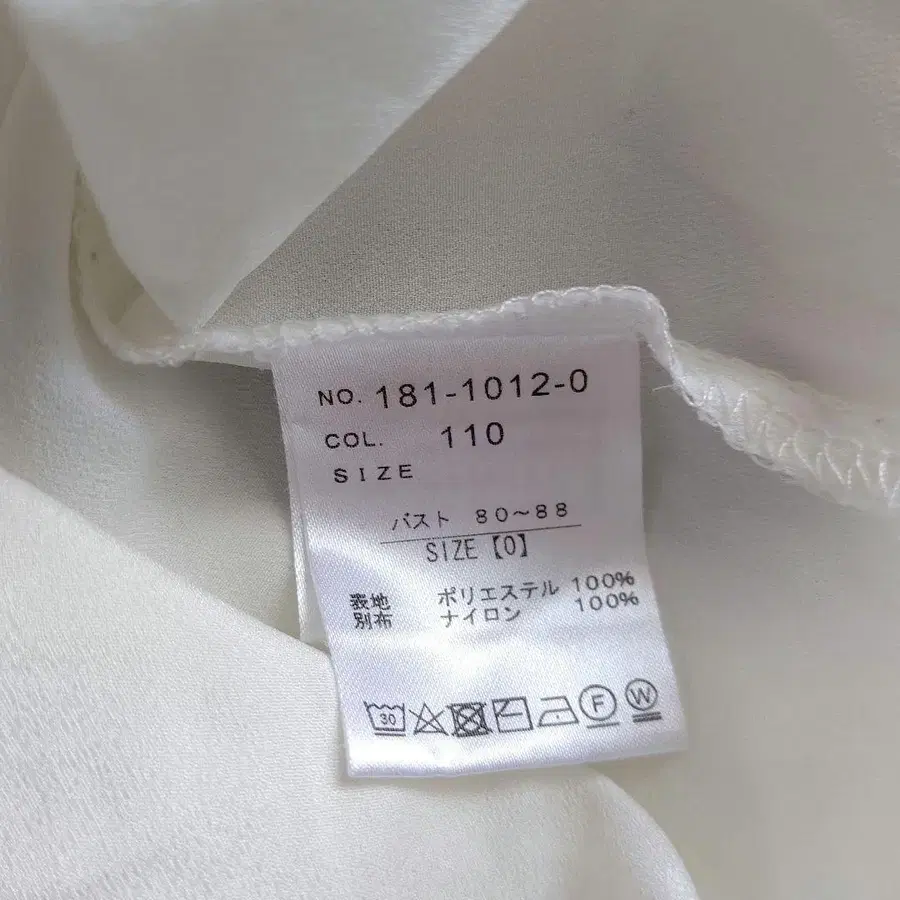 NO. 181-1012-0
COL. 110
SIZE
バスト 80～88
SIZE【0】
表地 ポリエステル 100%
別布 ナイロン 100%
30
F
W